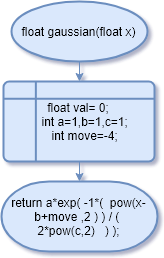 float gaussian(float x)
float val= 0;
int a=1,b=1,c=1;
int move=-4;
return a*exp( -1*(  pow(x-
b+move ,2 ) ) / (
2*pow(c,2)   ) );